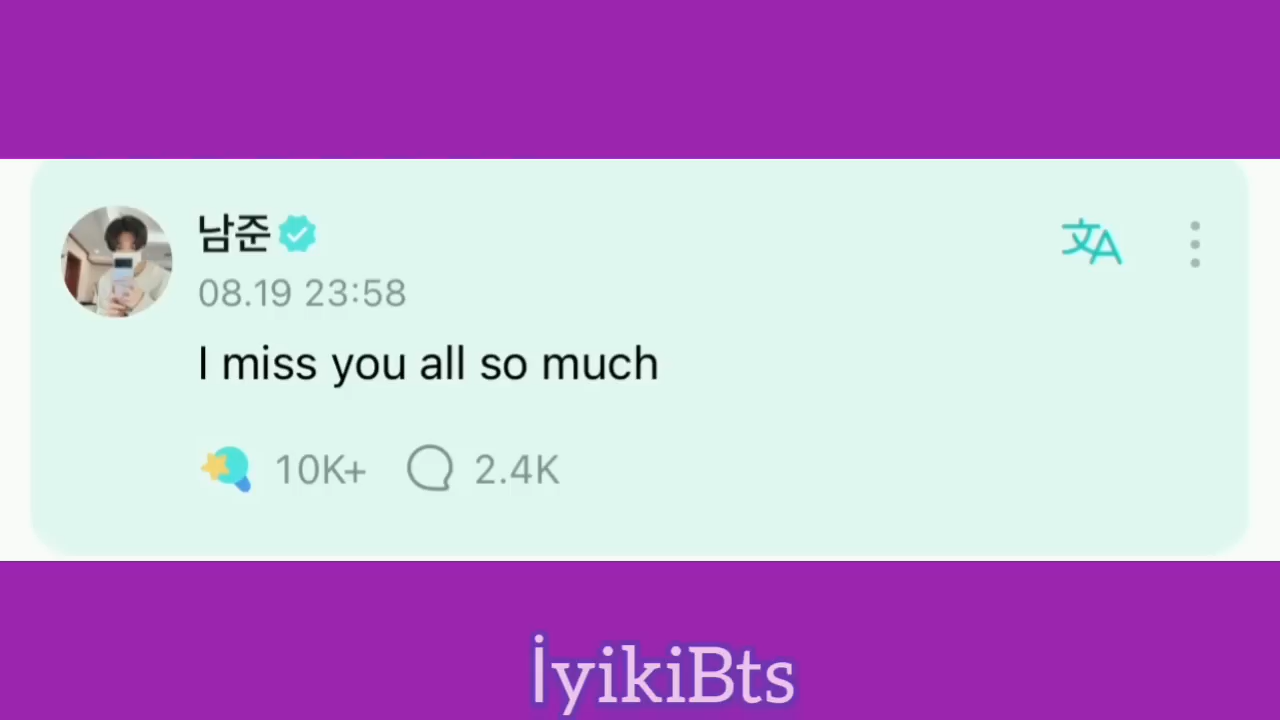 남준
08.19 23:58
I miss you all so much
10K+ 2.4K
İyikiBts